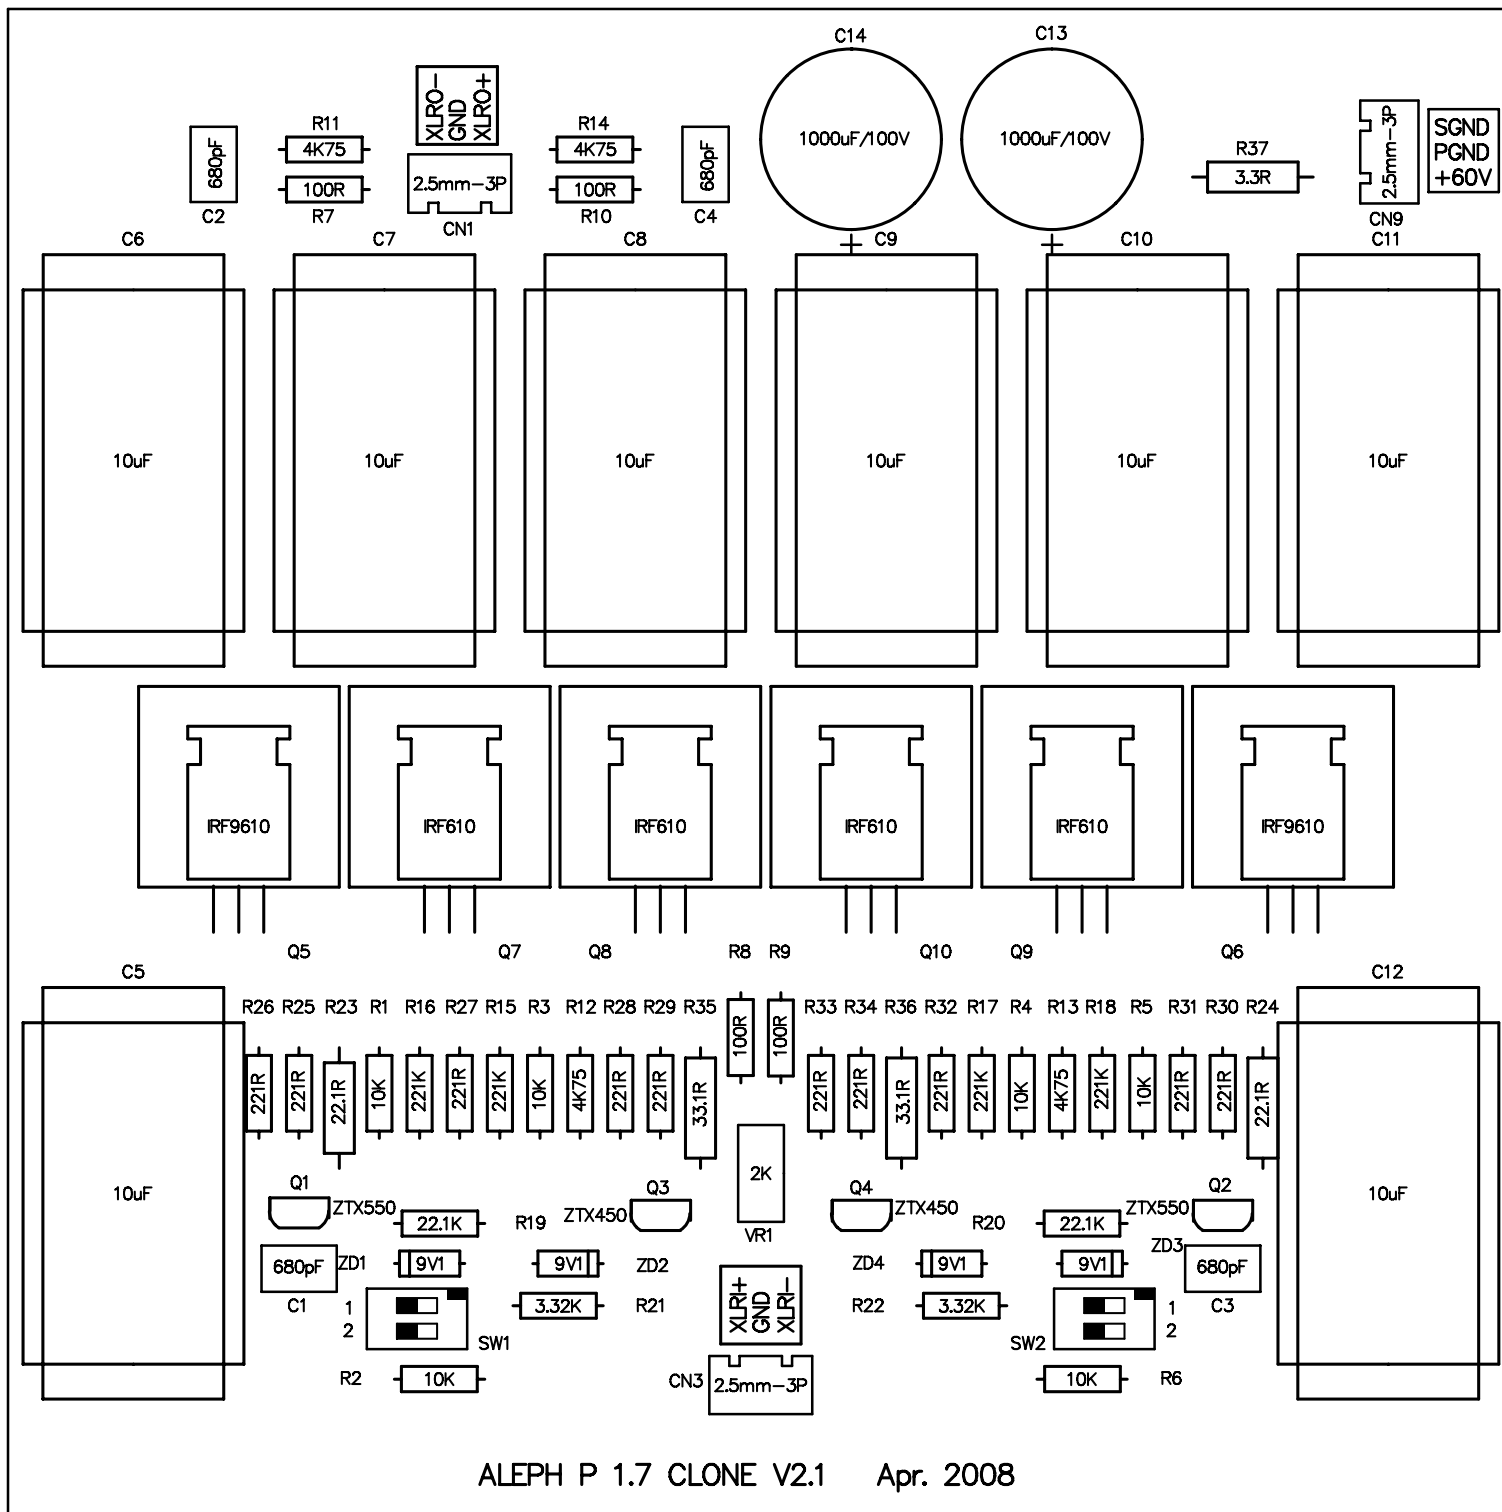 C14 C13
XLRO- GND XLRO+
R11 R14
680pF 4K75 4K75 680pF 1000uF/100V 1000uF/100V R37 2.5mm-3P SGND
PGND
+60V
100R 2.5mm-3P 100R 3.3R
C2 R7 CN1 R10 C4 CN9
C6 C7 C8 + C9 + C10 C11
10uF 10uF 10uF 10uF 10uF 10uF
IRF9610 IRF610 IRF610 IRF610 IRF610 IRF9610
Q5 Q7 Q8 R8 R9 Q10 Q9 Q6
C5 C12
R26 R25 R23 R1 R16 R27 R15 R3 R12 R28 R29 R35 100R 100R R33 R34 R36 R32 R17 R4 R13 R18 R5 R31 R30 R24
221R 221R 22.1R 10K 221K 221R 221K 10K 4K75 221R 221R 33.1R 221R 221R 33.1R 221R 221K 10K 4K75 221K 10K 221R 221R 22.1R
10uF Q1 Q3 2K Q4 Q2 10uF
ZTX550 22.1K R19 ZTX450 VR1 ZTX450 R20 22.1K ZTX550
680pF ZD1 9V1 9V1 ZD2 ZD4 9V1 9V1 ZD3 680pF
C1 1 3.32K R21 XLRI+ GND XLRI- R22 3.32K 1 C3
2 SW1 SW2 2
R2 10K CN3 2.5mm-3P 10K R6
ALEPH P 1.7 CLONE V2.1 Apr. 2008